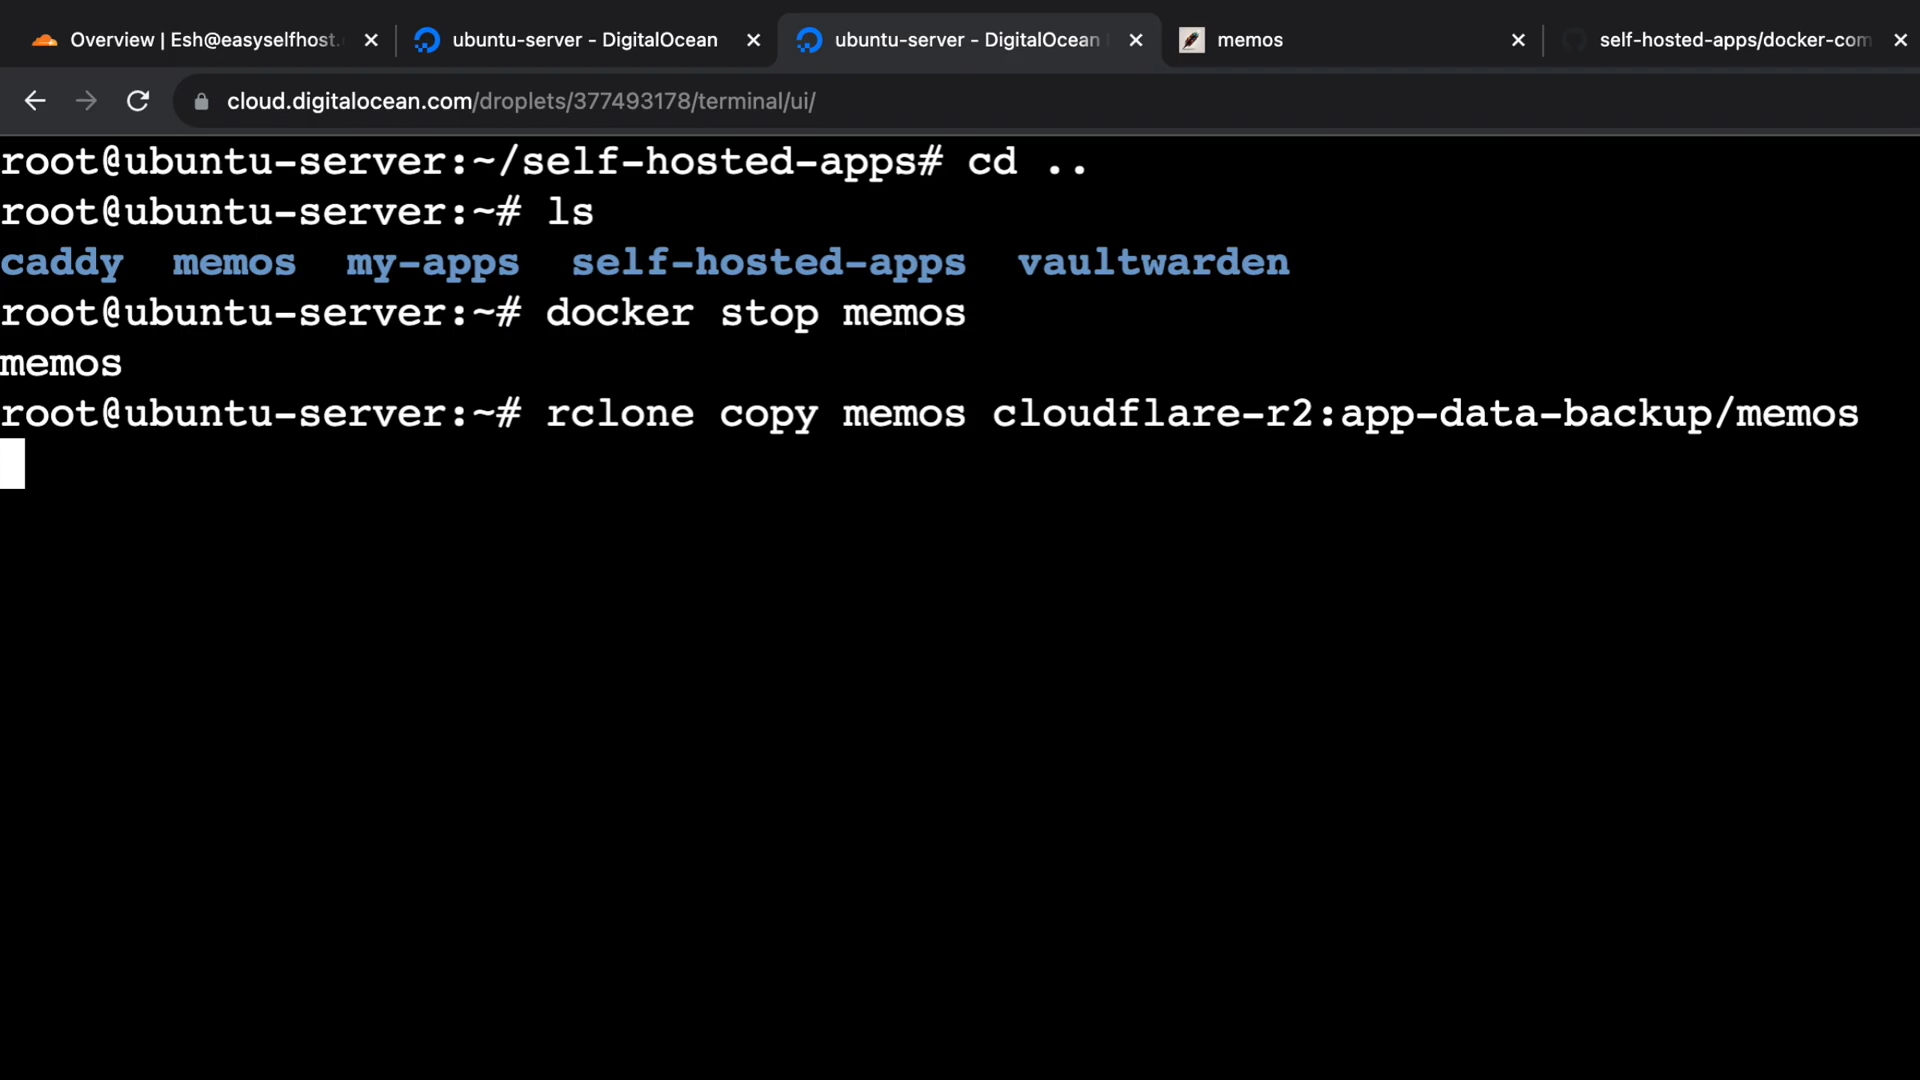 Overview | Esh@easyselfhost.
ubuntu-server - DigitalOcean
ubuntu-server - DigitalOcean
memos
self-hosted-apps/docker-com
cloud.digitalocean.com/droplets/377493178/terminal/ui/
root@ubuntu-server:~/self-hosted-apps# cd ..
root@ubuntu-server:~# ls
caddy memos my-apps self-hosted-apps vaultwarden
root@ubuntu-server:~# docker stop memos
memos
root@ubuntu-server:~# rclone copy memos cloudflare-r2:app-data-backup/memos